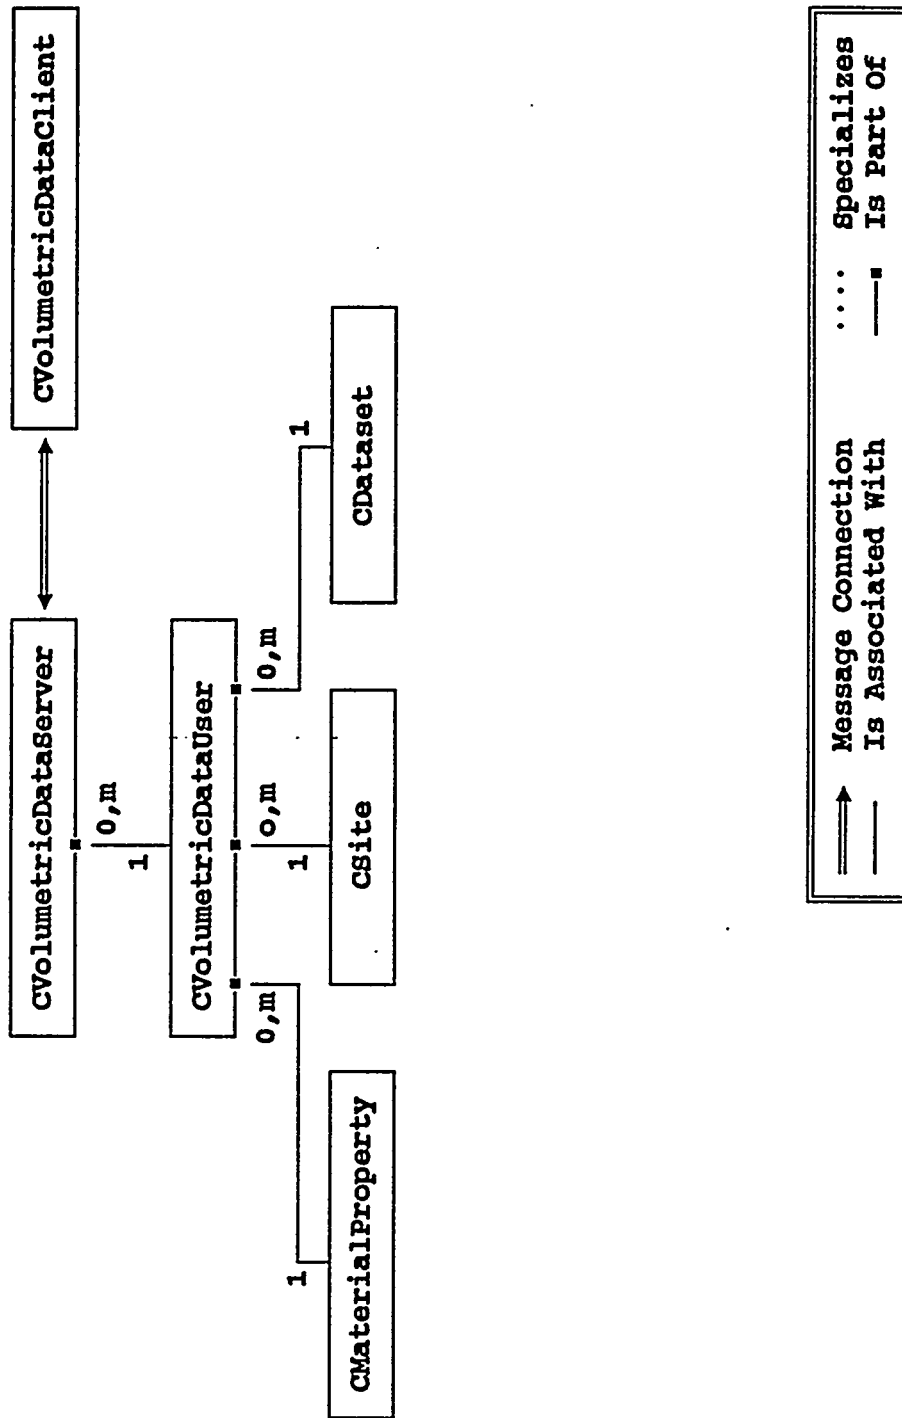 CVolumetricDataServer
CVolumetricDataClient
0,m
1
CVolumetricDataUser
0,m
o,m
0,m
1
1
1
CMaterialProperty
CSite
CDataset
Message Connection
.... Specializes
Is Associated With
Is Part Of